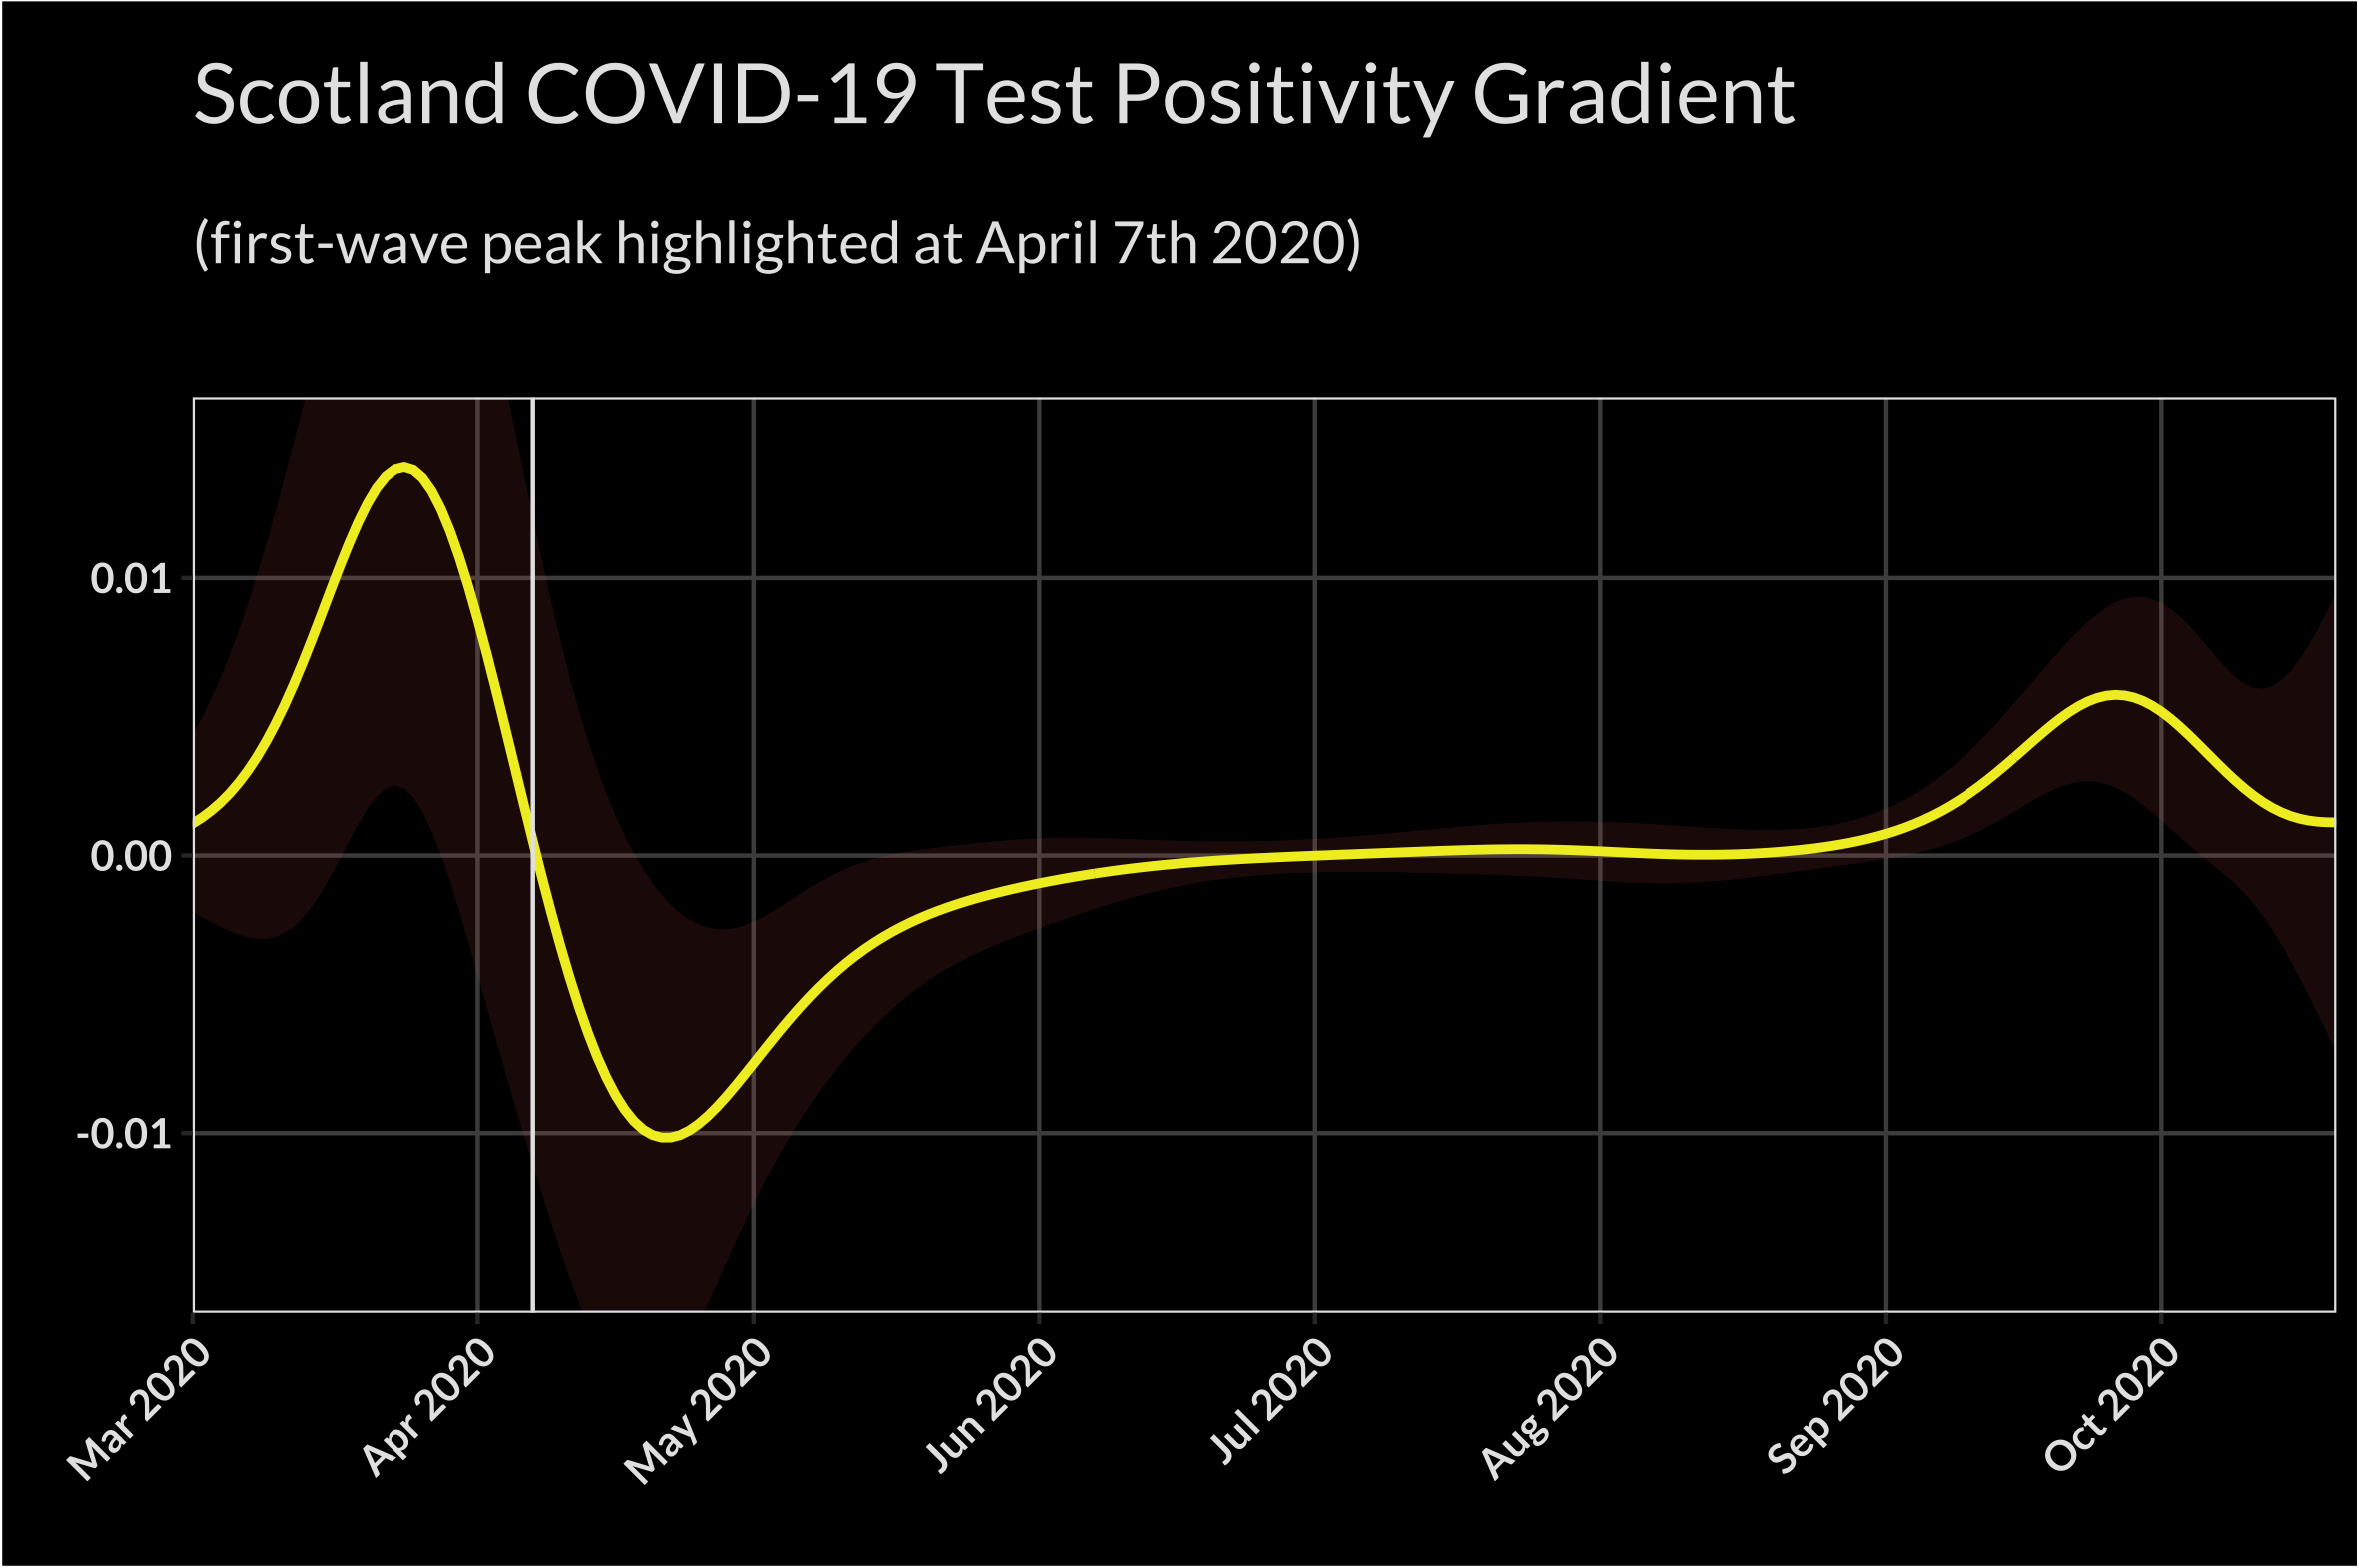 Scotland COVID-19 Test Positivity Gradient
(first-wave peak highlighted at April 7th 2020)
0.01
0.00
-0.01
Mar 2020
Apr 2020
May 2020
Jun 2020
Jul 2020
Aug 2020
Sep 2020
Oct 2020